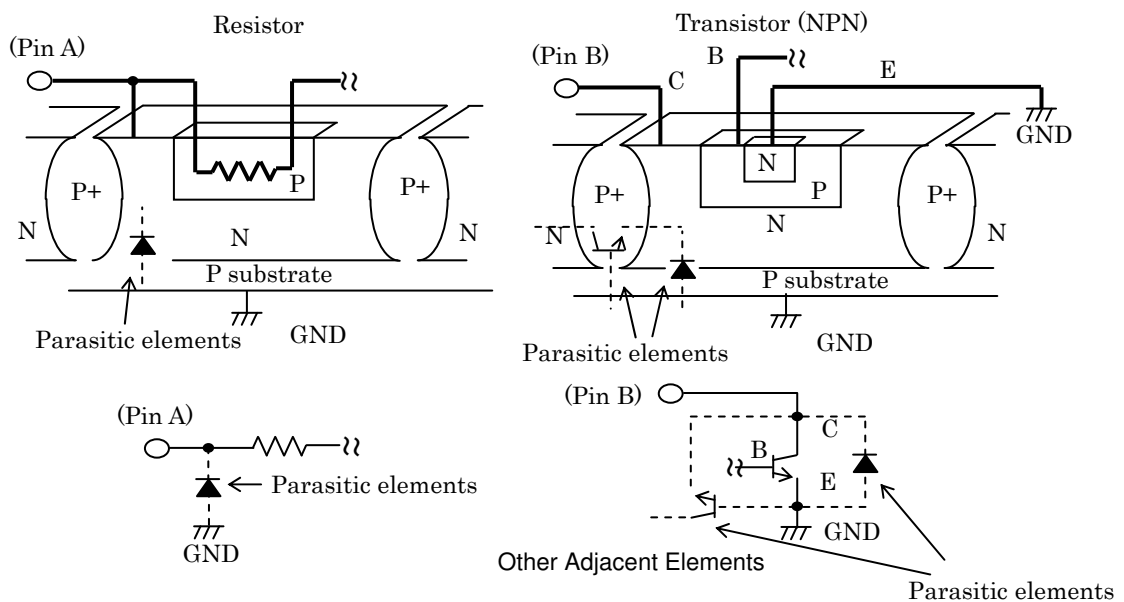 Resistor
(Pin A)
P+
P
P+
N
N
N
P substrate
Parasitic elements
GND
Transistor (NPN)
(Pin B)
C
B
E
GND
P+
N
P
P+
N
N
N
P substrate
Parasitic elements
GND
(Pin A)
Parasitic elements
GND
(Pin B)
C
B
E
GND
Other Adjacent Elements
Parasitic elements